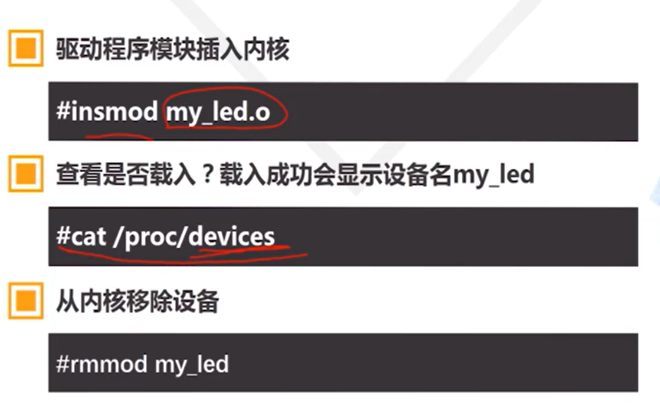 驱动程序模块插入内核
#insmod my_led.o
查看是否载入？载入成功会显示设备名my_led
#cat /proc/devices
从内核移除设备
#rmmod my_led